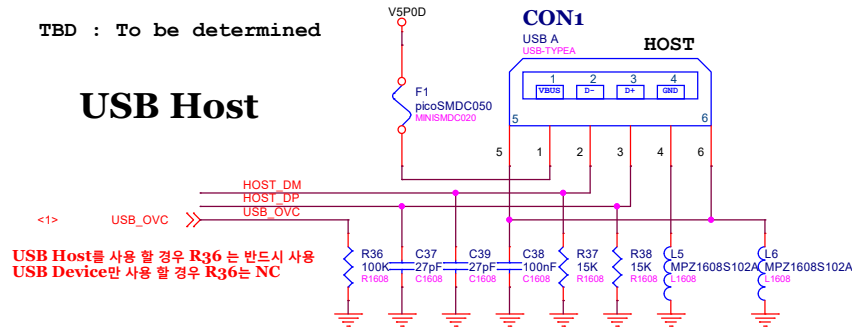 TBD : To be determined
V5P0D
CON1
USB A
USB-TYPEA
HOST
USB Host
F1
picoSMDC050
MINISMDC020
1 2 3 4
VBUS D- D+ GND
5 6
5 1 2 3 4 6
HOST_DM
HOST_DP
USB_OVC
<1> USB_OVC
USB Host를 사용 할 경우 R36 는 반드시 사용
USB Device만 사용 할 경우 R36는 NC
R36 C37 C39 C38 R37 R38 L5 L6
100K 27pF 27pF 100nF 15K 15K MPZ1608S102A MPZ1608S102A
R1608 C1608 C1608 C1608 R1608 R1608 L1608 L1608